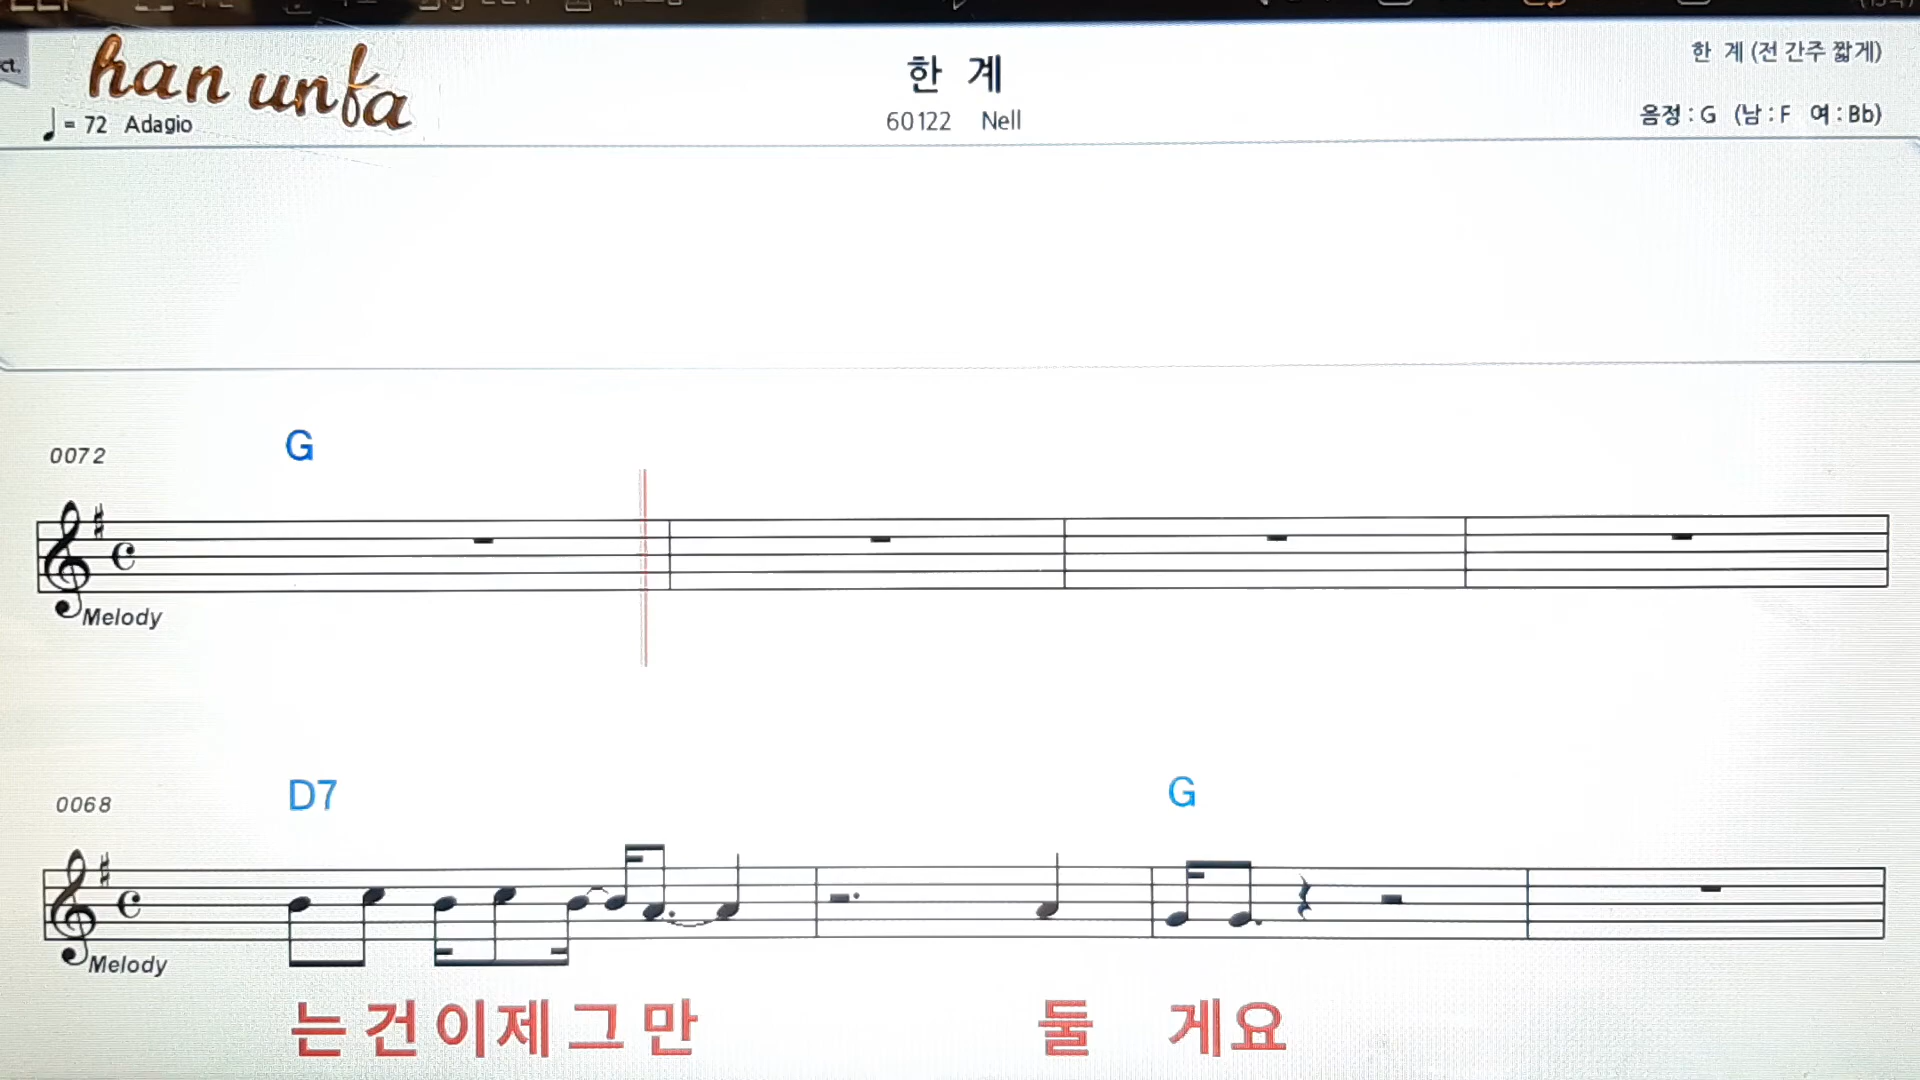 ct.
han unfa
♩= 72 Adagio
한 계
60122 Nell
한 계 (전 간주 짧게)
음정 : G (남 : F 여 : Bb)
0072
G
Melody
0068
D7 G
Melody
는 건 이 제 그 만 둘 게 요